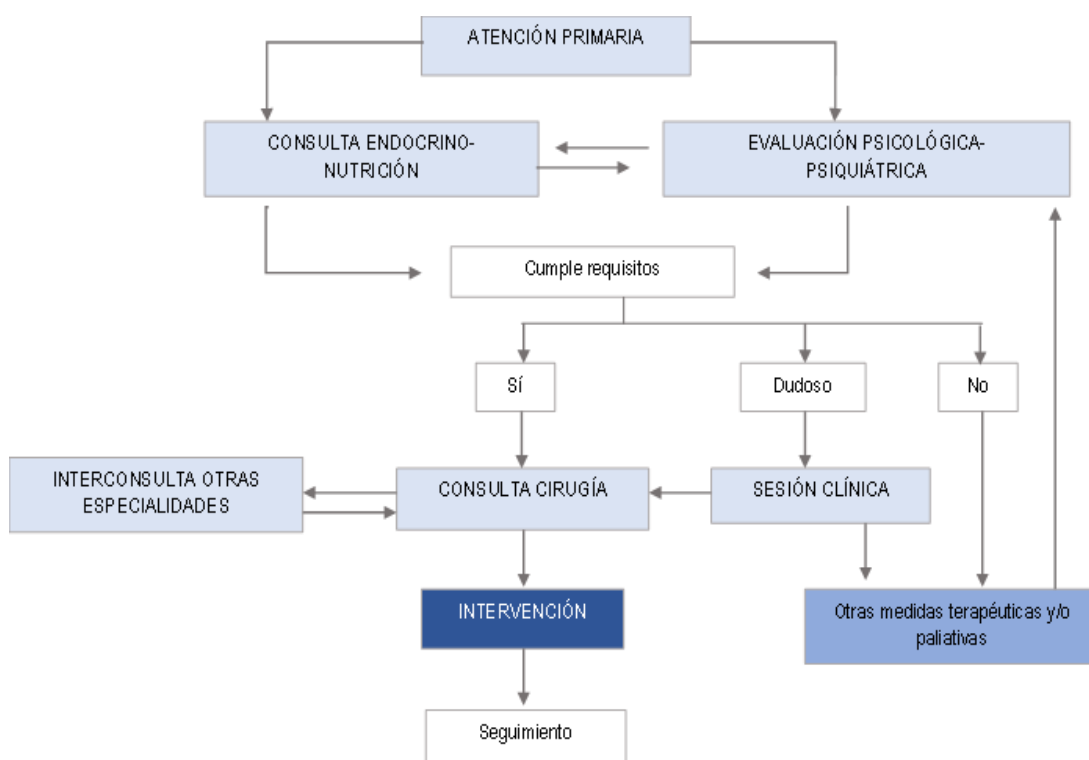 ATENCIÓN PRIMARIA
CONSULTA ENDOCRINO-
NUTRICIÓN
EVALUACIÓN PSICOLÓGICA-
PSIQUIÁTRICA
Cumple requisitos
Sí
Dudoso
No
INTERCONSULTA OTRAS
ESPECIALIDADES
CONSULTA CIRUGÍA
SESIÓN CLÍNICA
INTERVENCIÓN
Otras medidas terapéuticas y/o
paliativas
Seguimiento